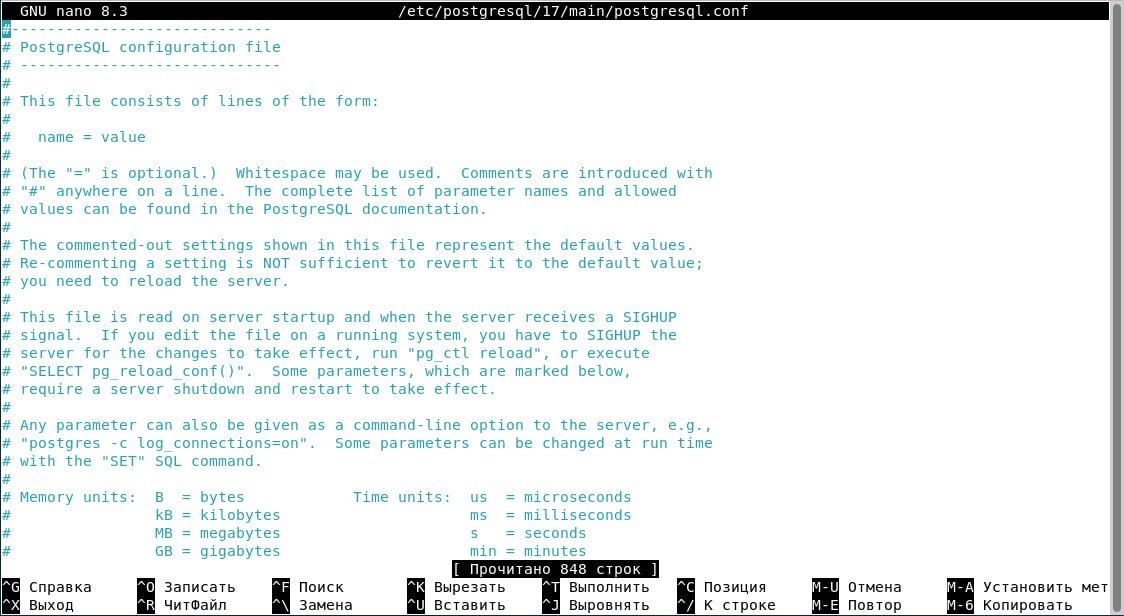 GNU nano 8.3 /etc/postgresql/17/main/postgresql.conf
#-----------------------------
# PostgreSQL configuration file
# -----------------------------
#
# This file consists of lines of the form:
#
#   name = value
#
# (The "=" is optional.)  Whitespace may be used.  Comments are introduced with
# "#" anywhere on a line.  The complete list of parameter names and allowed
# values can be found in the PostgreSQL documentation.
#
# The commented-out settings shown in this file represent the default values.
# Re-commenting a setting is NOT sufficient to revert it to the default value;
# you need to reload the server.
#
# This file is read on server startup and when the server receives a SIGHUP
# signal.  If you edit the file on a running system, you have to SIGHUP the
# server for the changes to take effect, run "pg_ctl reload", or execute
# "SELECT pg_reload_conf()".  Some parameters, which are marked below,
# require a server shutdown and restart to take effect.
#
# Any parameter can also be given as a command-line option to the server, e.g.,
# "postgres -c log_connections=on".  Some parameters can be changed at run time
# with the "SET" SQL command.
#
# Memory units:  B  = bytes            Time units:  us  = microseconds
#                kB = kilobytes                     ms  = milliseconds
#                MB = megabytes                     s   = seconds
#                GB = gigabytes                     min = minutes
[ Прочитано 848 строк ]
^G Справка ^O Записать ^F Поиск ^K Вырезать ^T Выполнить ^C Позиция M-U Отмена M-A Установить мет
^X Выход ^R ЧитФайл ^\ Замена ^U Вставить ^J Выровнять ^/ К строке M-E Повтор M-6 Копировать